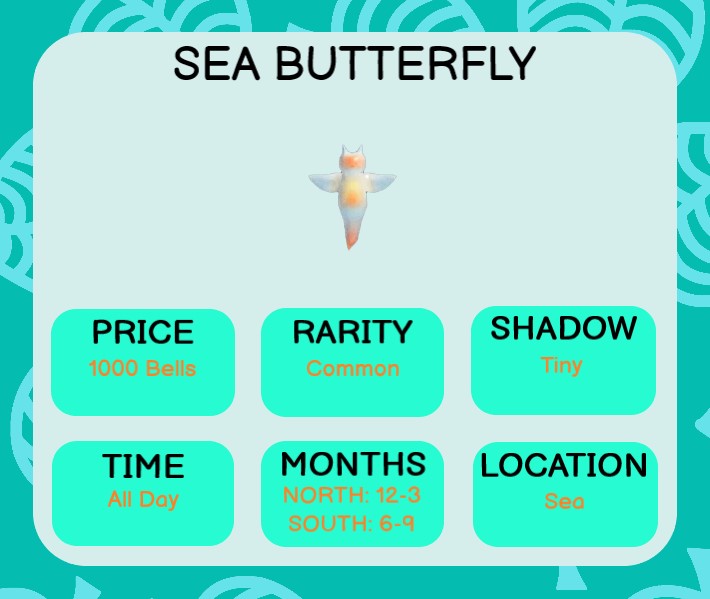 SEA BUTTERFLY
PRICE
1000 Bells
RARITY
Common
SHADOW
Tiny
TIME
All Day
MONTHS
NORTH: 12-3
SOUTH: 6-9
LOCATION
Sea